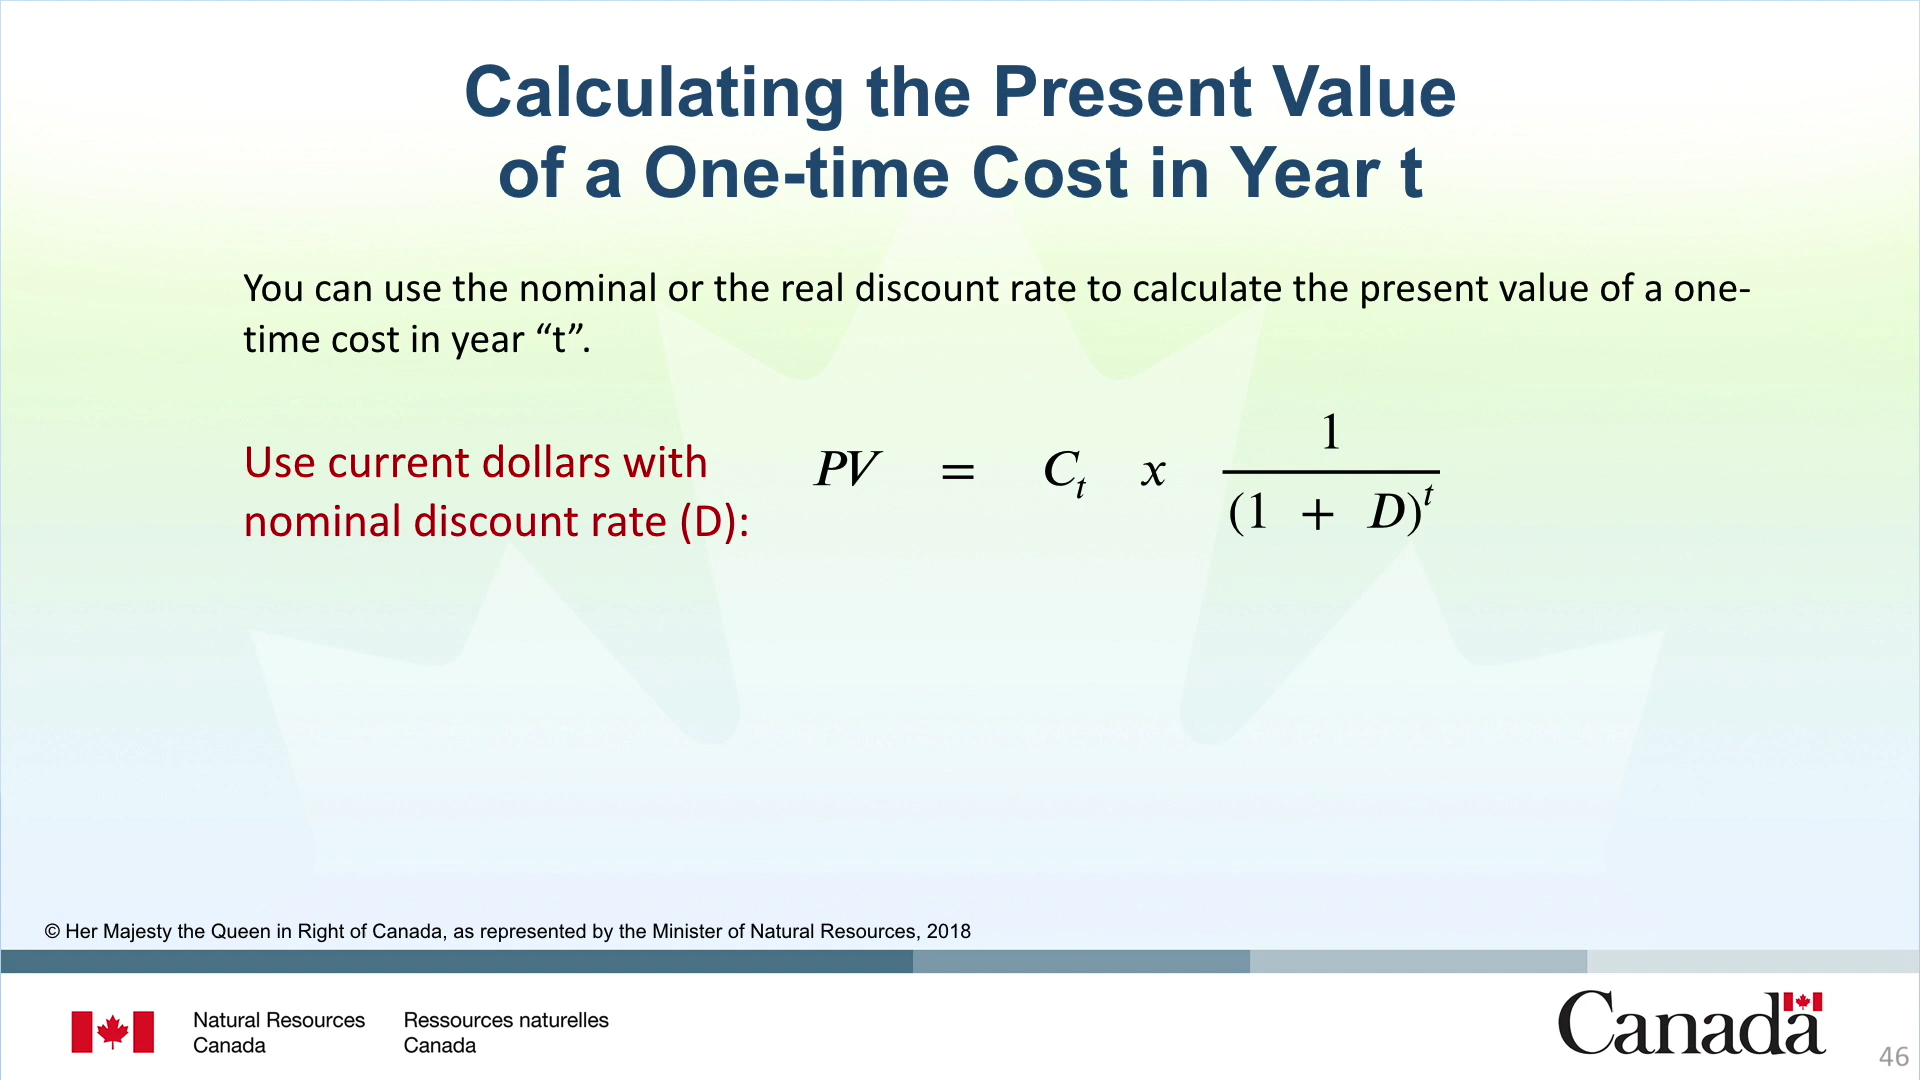 Calculating the Present Value
of a One-time Cost in Year t
You can use the nominal or the real discount rate to calculate the present value of a one-
time cost in year “t”.
Use current dollars with
nominal discount rate (D):
PV = Cₜ x 1 / (1 + D)ᵗ
© Her Majesty the Queen in Right of Canada, as represented by the Minister of Natural Resources, 2018
Natural Resources
Canada
Ressources naturelles
Canada
Canada
46